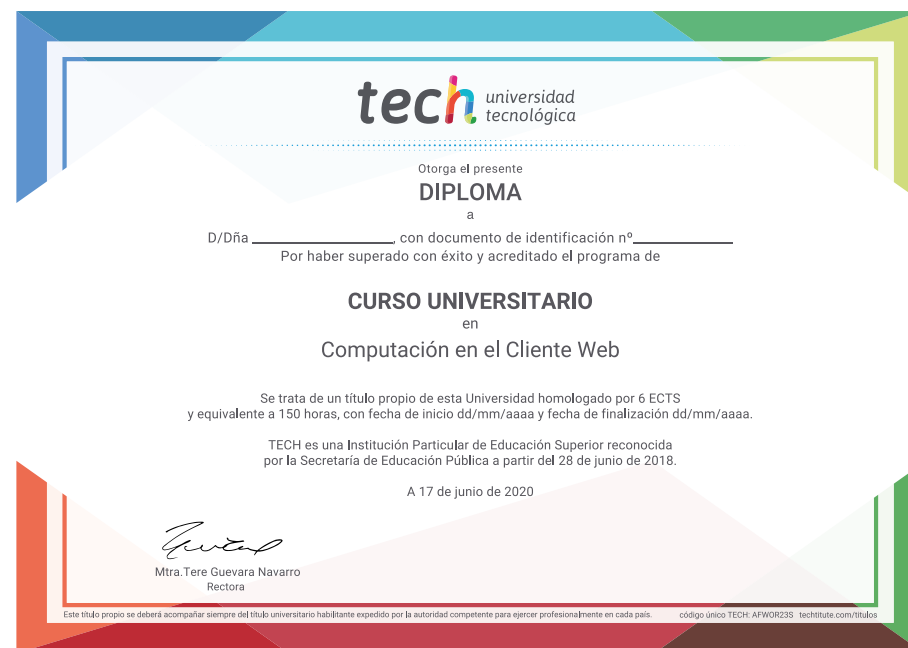 tech universidad
tecnológica
Otorga el presente
DIPLOMA
a
D/Dña ____________________, con documento de identificación nº______________
Por haber superado con éxito y acreditado el programa de
CURSO UNIVERSITARIO
en
Computación en el Cliente Web
Se trata de un título propio de esta Universidad homologado por 6 ECTS
y equivalente a 150 horas, con fecha de inicio dd/mm/aaaa y fecha de finalización dd/mm/aaaa.
TECH es una Institución Particular de Educación Superior reconocida
por la Secretaría de Educación Pública a partir del 28 de junio de 2018.
A 17 de junio de 2020
Mtra.Tere Guevara Navarro
Rectora
Este título propio se deberá acompañar siempre del título universitario habilitante expedido por la autoridad competente para ejercer profesionalmente en cada país. código único TECH: AFWOR23S techtitute.com/titulos